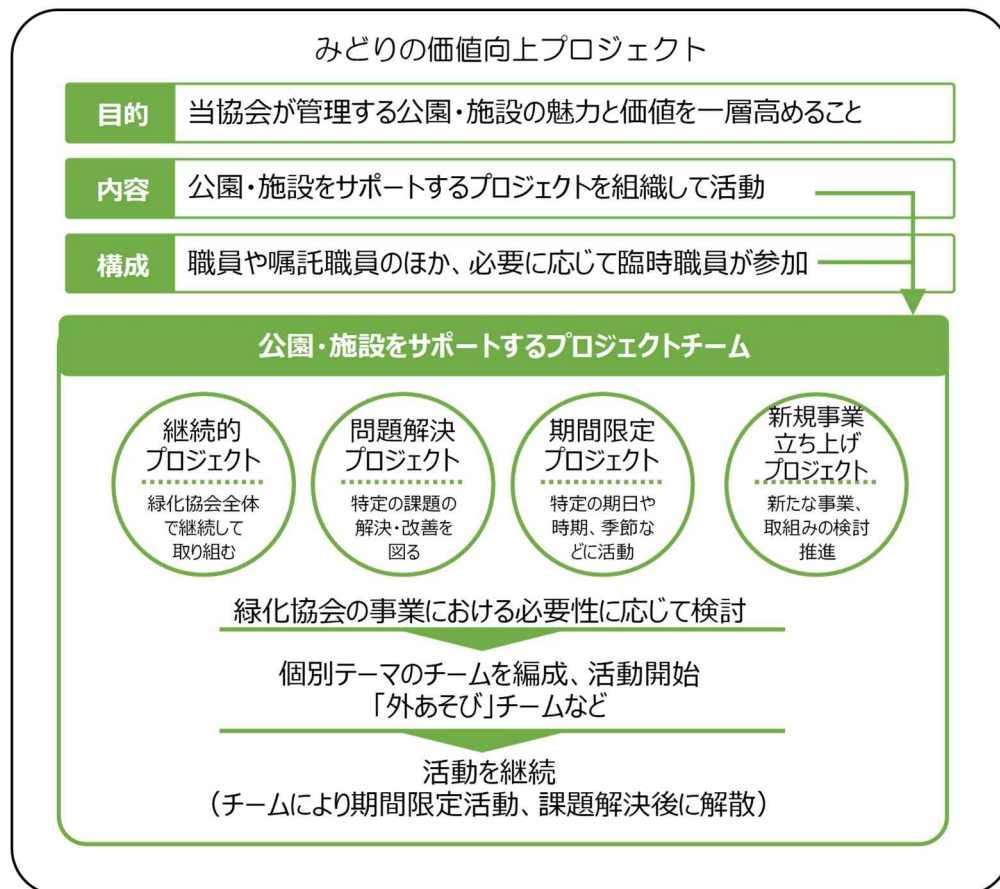 みどりの価値向上プロジェクト
目的 当協会が管理する公園・施設の魅力と価値を一層高めること
内容 公園・施設をサポートするプロジェクトを組織して活動
構成 職員や嘱託職員のほか、必要に応じて臨時職員が参加
公園・施設をサポートするプロジェクトチーム
継続的
プロジェクト
緑化協会全体
で継続して
取り組む
問題解決
プロジェクト
特定の課題の
解決・改善を
図る
期間限定
プロジェクト
特定の期日や
時期、季節な
どに活動
新規事業
立ち上げ
プロジェクト
新たな事業、
取組みの検討
推進
緑化協会の事業における必要性に応じて検討
個別テーマのチームを編成、活動開始
「外あそび」チームなど
活動を継続
（チームにより期間限定活動、課題解決後に解散）